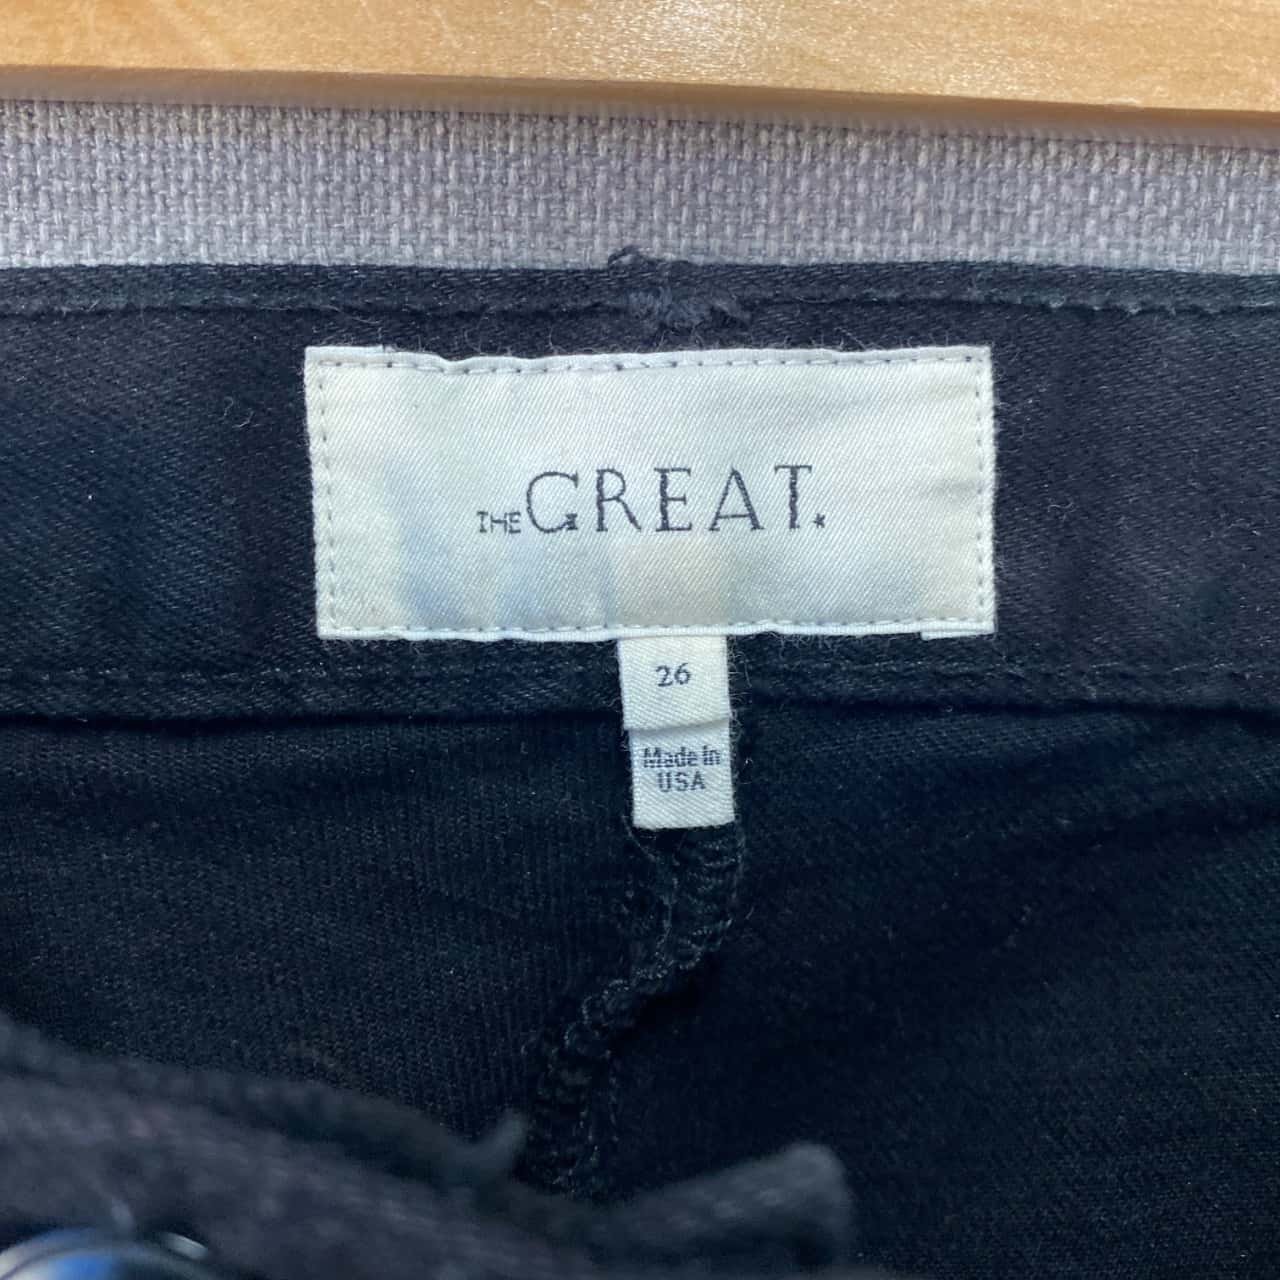 THE GREAT.
26
Made in
USA